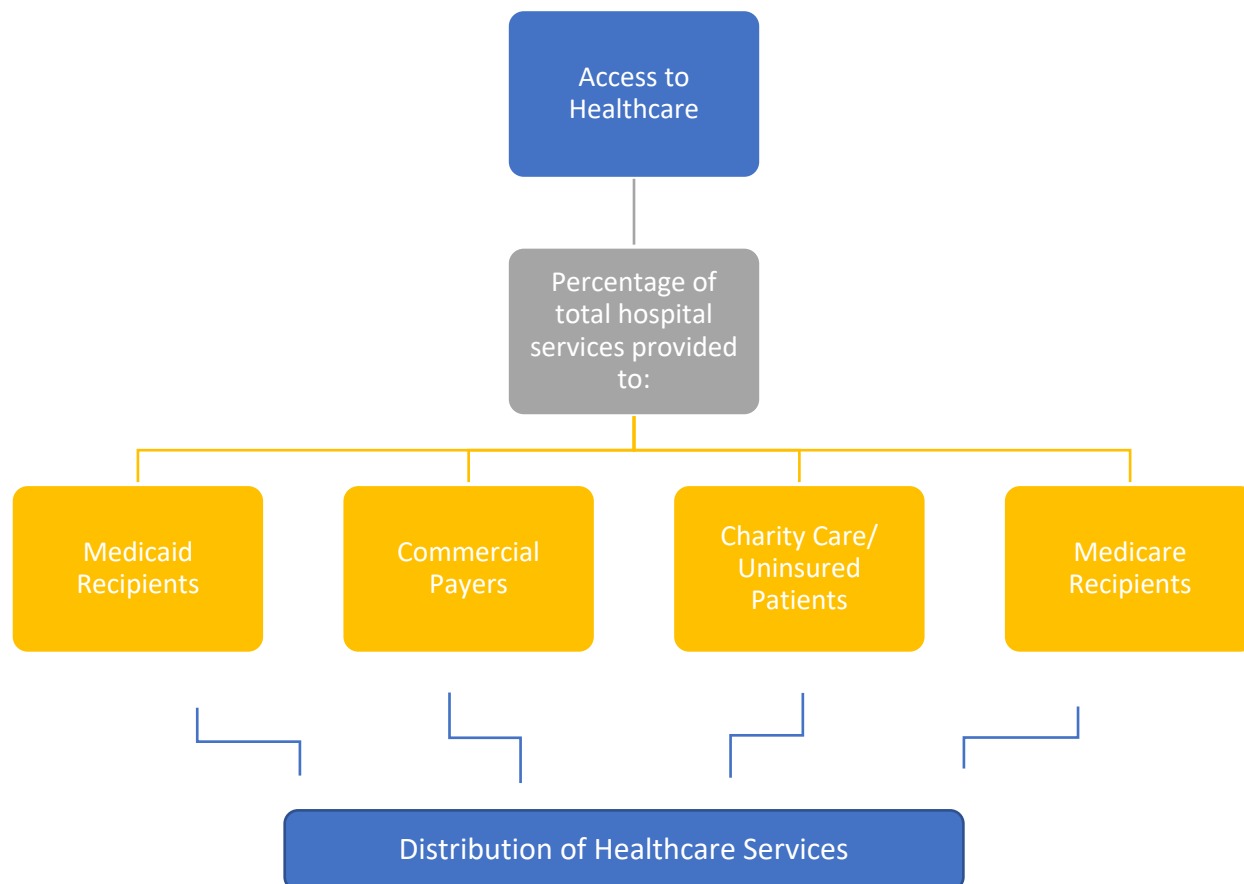 Access to
Healthcare
Percentage of
total hospital
services provided
to:
Medicaid
Recipients
Commercial
Payers
Charity Care/
Uninsured
Patients
Medicare
Recipients
Distribution of Healthcare Services